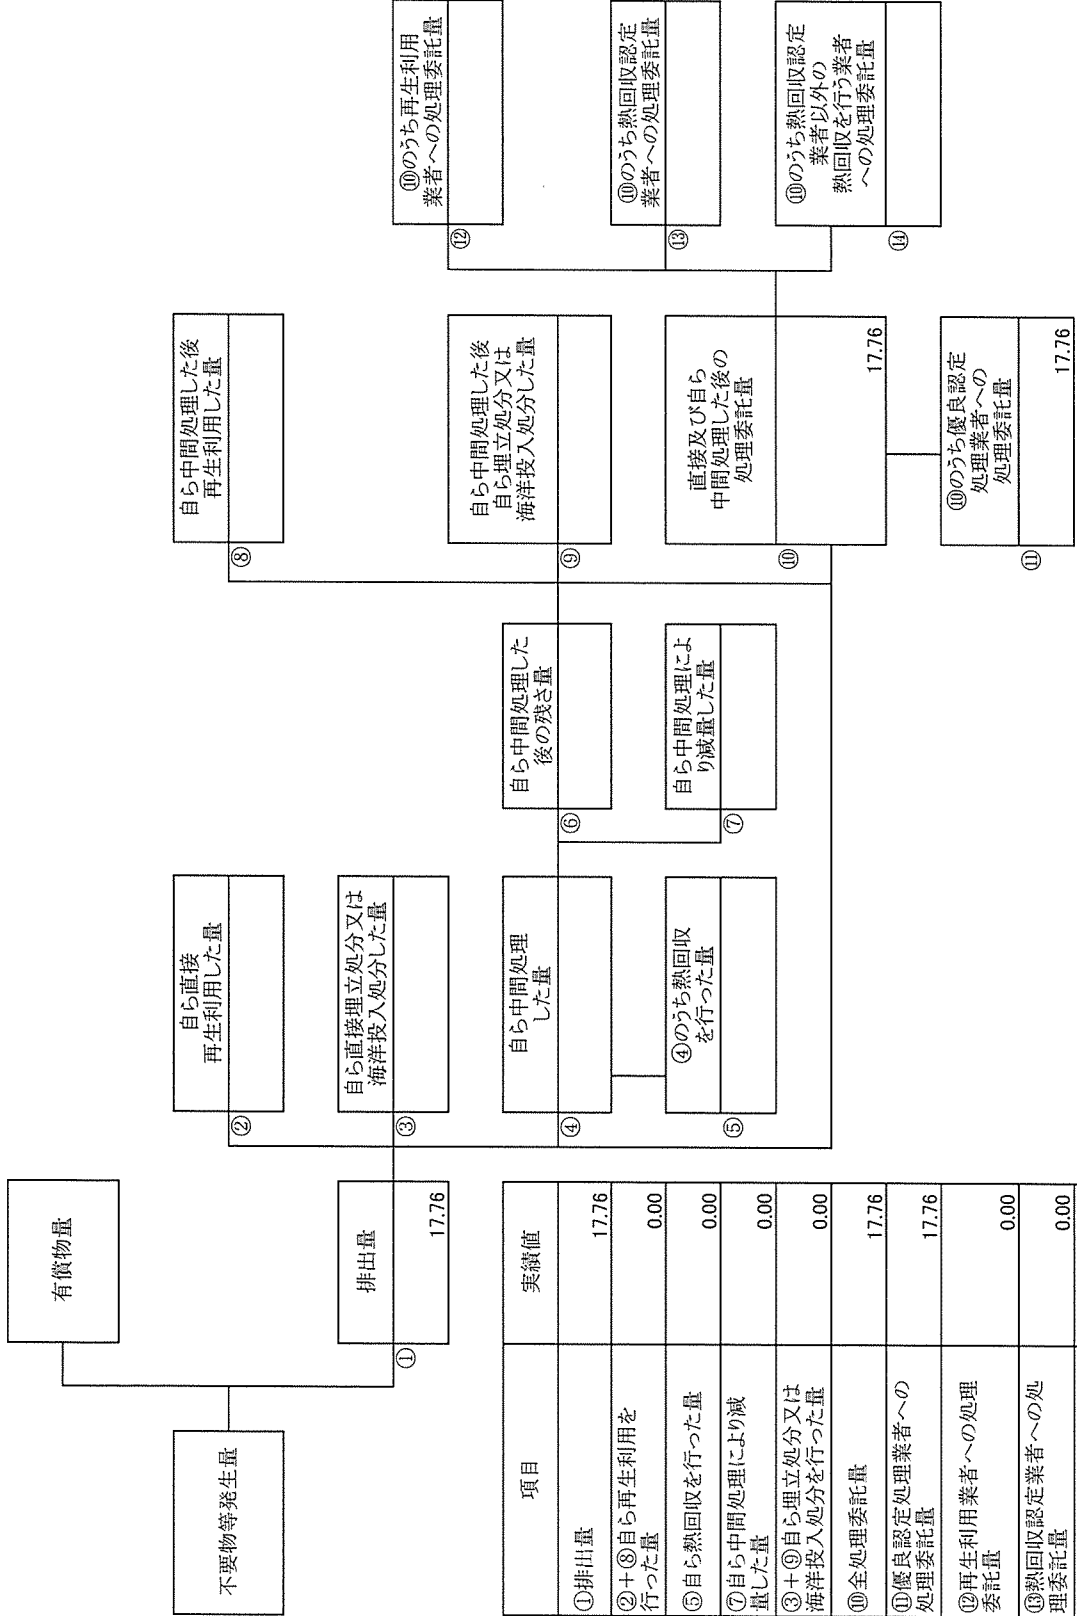 不要物等発生量
有償物量
排出量
①
17.76
自ら直接
再生利用した量
②
自ら直接埋立処分又は
海洋投入処分した量
③
自ら中間処理
した量
④
④のうち熱回収
を行った量
⑤
自ら中間処理した
後の残さ量
⑥
自ら中間処理によ
り減量した量
⑦
自ら中間処理した後
再生利用した量
⑧
自ら中間処理した後
自ら埋立処分又は
海洋投入処分した量
⑨
直接及び自ら
中間処理した後の
処理委託量
⑩
17.76
⑩のうち優良認定
処理業者への
処理委託量
⑪
17.76
⑩のうち再生利用
業者への処理委託量
⑫
⑩のうち熱回収認定
業者への処理委託量
⑬
⑩のうち熱回収認定
業者以外の
熱回収を行う業者
への処理委託量
⑭
項目 実績値
①排出量 17.76
②+⑧自ら再生利用を
行った量 0.00
⑤自ら熱回収を行った量 0.00
⑦自ら中間処理により減
量した量 0.00
③+⑨自ら埋立処分又は
海洋投入処分を行った量 0.00
⑩全処理委託量 17.76
⑪優良認定処理業者への
処理委託量 17.76
⑫再生利用業者への処理
委託量 0.00
⑬熱回収認定業者への処
理委託量 0.00